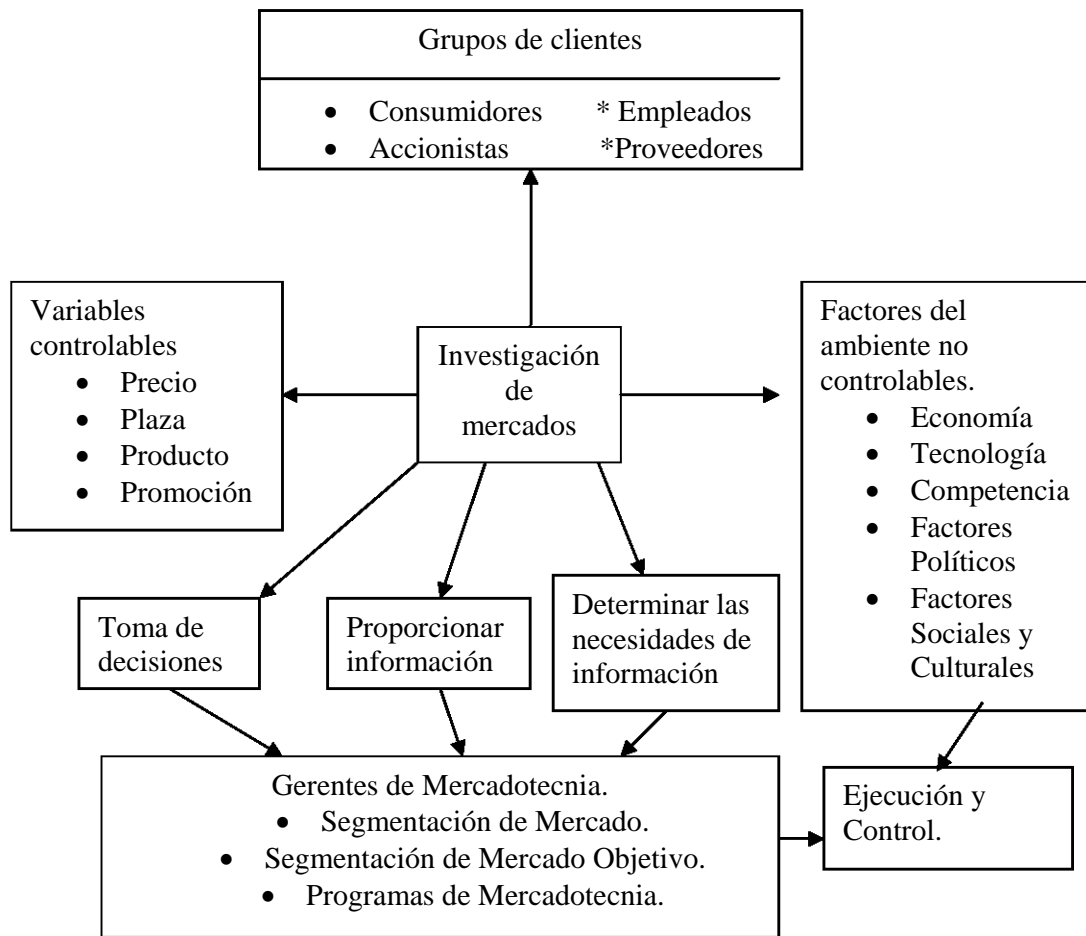 Grupos de clientes
• Consumidores * Empleados
• Accionistas *Proveedores
Variables
controlables
• Precio
• Plaza
• Producto
• Promoción
Investigación
de
mercados
Factores del
ambiente no
controlables.
• Economía
• Tecnología
• Competencia
• Factores
Políticos
• Factores
Sociales y
Culturales
Toma de
decisiones
Proporcionar
información
Determinar las
necesidades de
información
Gerentes de Mercadotecnia.
• Segmentación de Mercado.
• Segmentación de Mercado Objetivo.
• Programas de Mercadotecnia.
Ejecución y
Control.